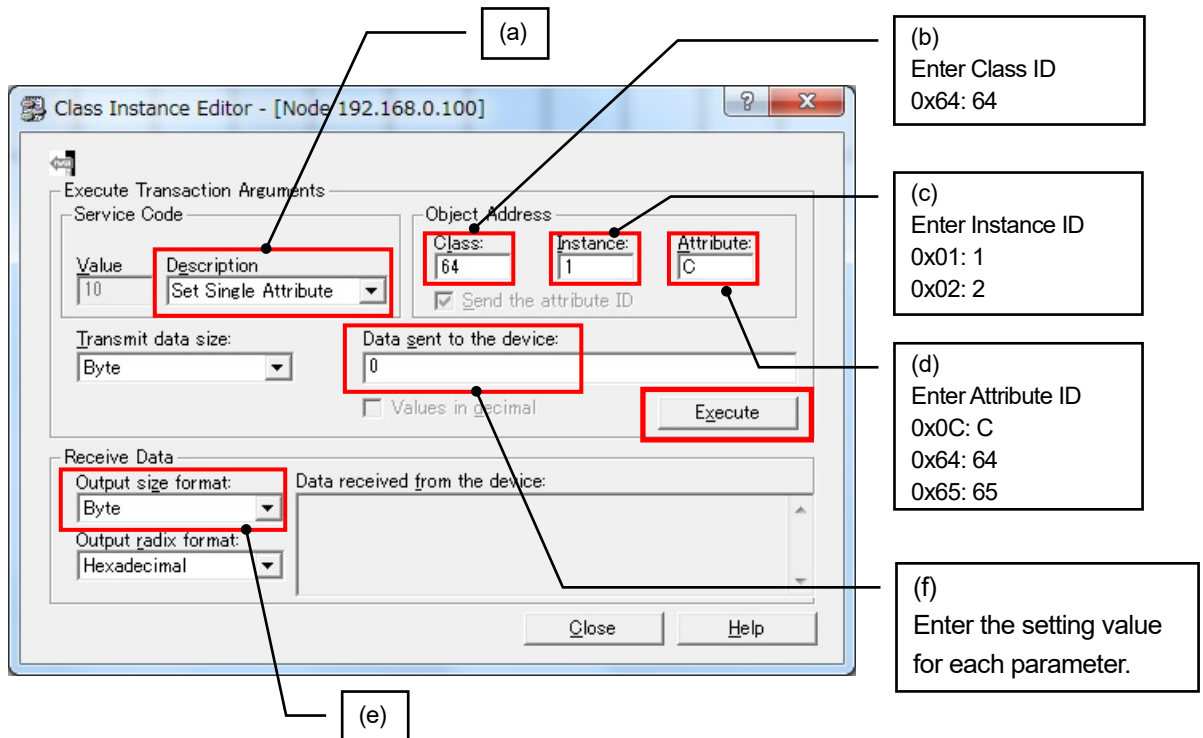 (a)
(b)
Enter Class ID
0x64: 64
Class Instance Editor - [Node 192.168.0.100]
Execute Transaction Arguments
Service Code
Object Address
Value
Description
10
Set Single Attribute
Class:
Instance:
Attribute:
64
1
C
Send the attribute ID
(c)
Enter Instance ID
0x01: 1
0x02: 2
Transmit data size:
Data sent to the device:
Byte
0
Values in decimal
Execute
(d)
Enter Attribute ID
0x0C: C
0x64: 64
0x65: 65
Receive Data
Output size format:
Data received from the device:
Byte
Output radix format:
Hexadecimal
Close
Help
(f)
Enter the setting value
for each parameter.
(e)